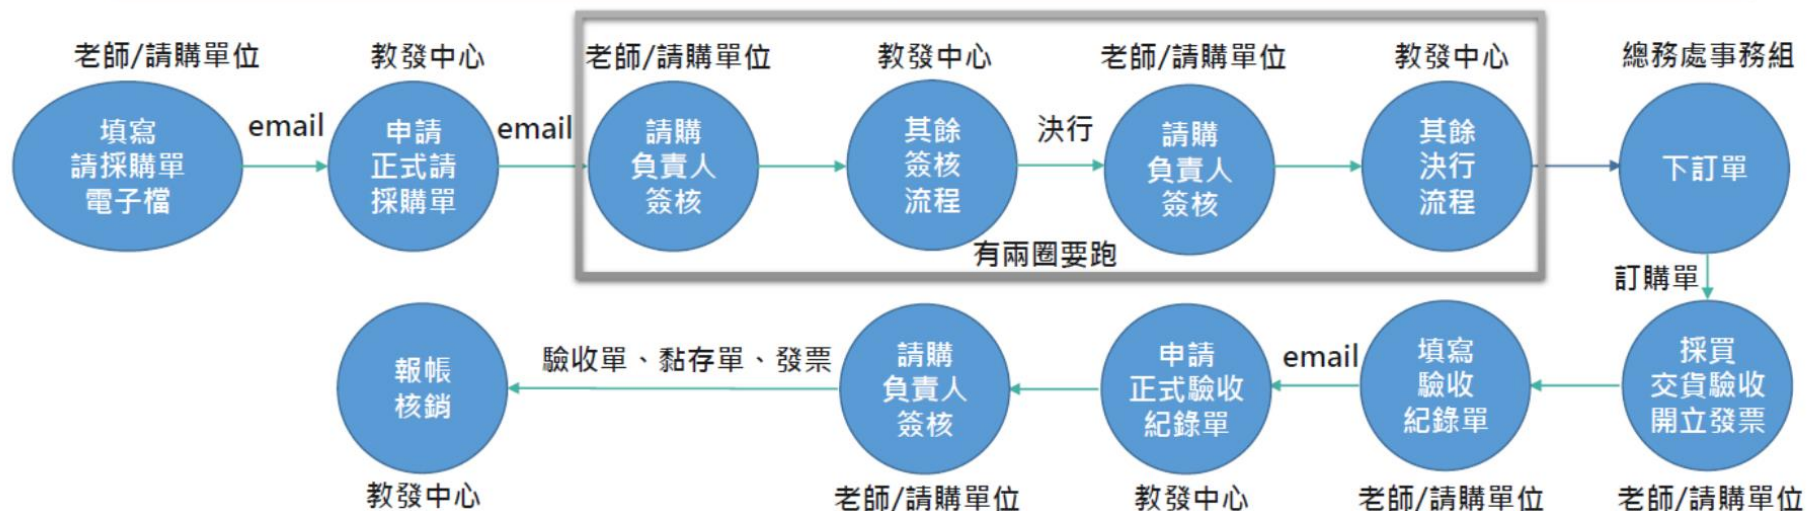 老師/請購單位
填寫
請採購單
電子檔
email
教發中心
申請
正式請
採購單
email
老師/請購單位
請購
負責人
簽核
教發中心
其餘
簽核
流程
決行
老師/請購單位
請購
負責人
簽核
教發中心
其餘
決行
流程
有兩圈要跑
總務處事務組
下訂單
訂購單
採買
交貨驗收
開立發票
老師/請購單位
填寫
驗收
紀錄單
老師/請購單位
email
申請
正式驗收
紀錄單
教發中心
請購
負責人
簽核
老師/請購單位
驗收單、黏存單、發票
報帳
核銷
教發中心